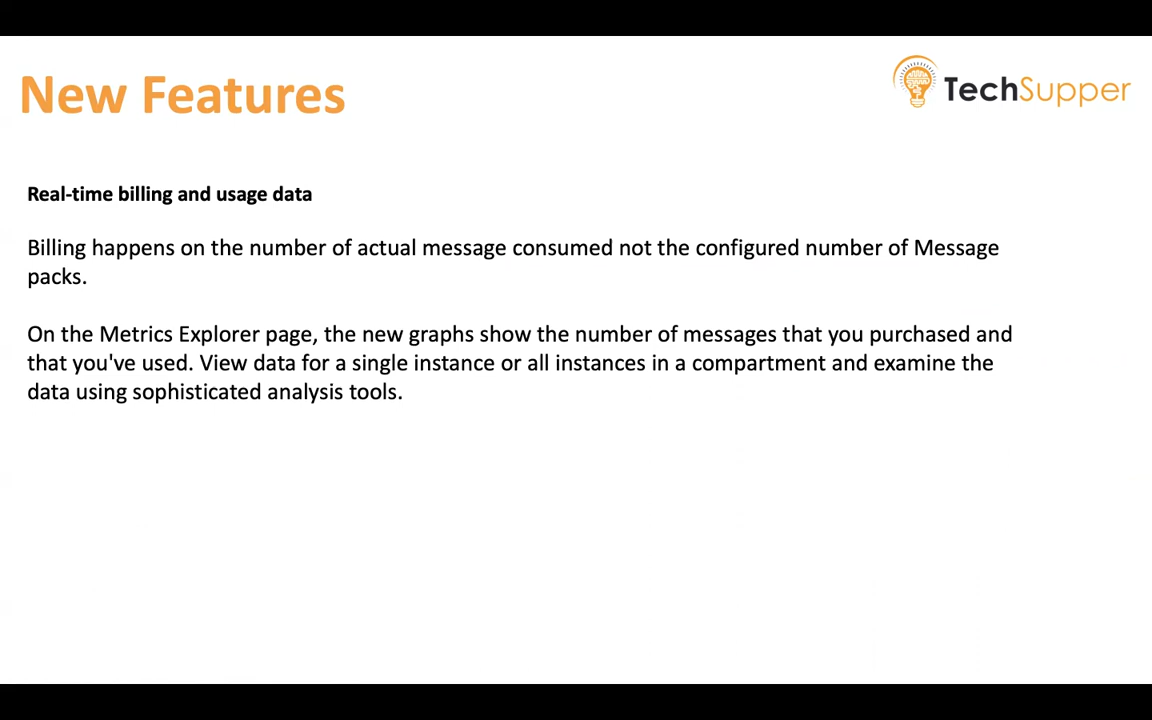 New Features
TechSupper
Real-time billing and usage data
Billing happens on the number of actual message consumed not the configured number of Message
packs.
On the Metrics Explorer page, the new graphs show the number of messages that you purchased and
that you've used. View data for a single instance or all instances in a compartment and examine the
data using sophisticated analysis tools.